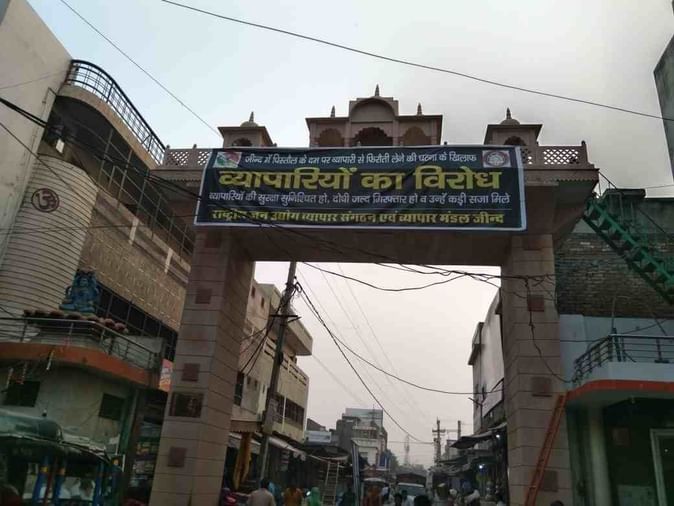 जीन्द में पिस्तौल के दम पर व्यापारी से फिरौती लेने की घटना के खिलाफ
व्यापारियों का विरोध
व्यापारियों की सुरक्षा सुनिश्चित हो, दोषी जल्द गिरफ्तार हो व उन्हें कड़ी सजा मिले
राष्ट्रीय जन उद्योग व्यापार संगठन एवं व्यापार मंडल जीन्द